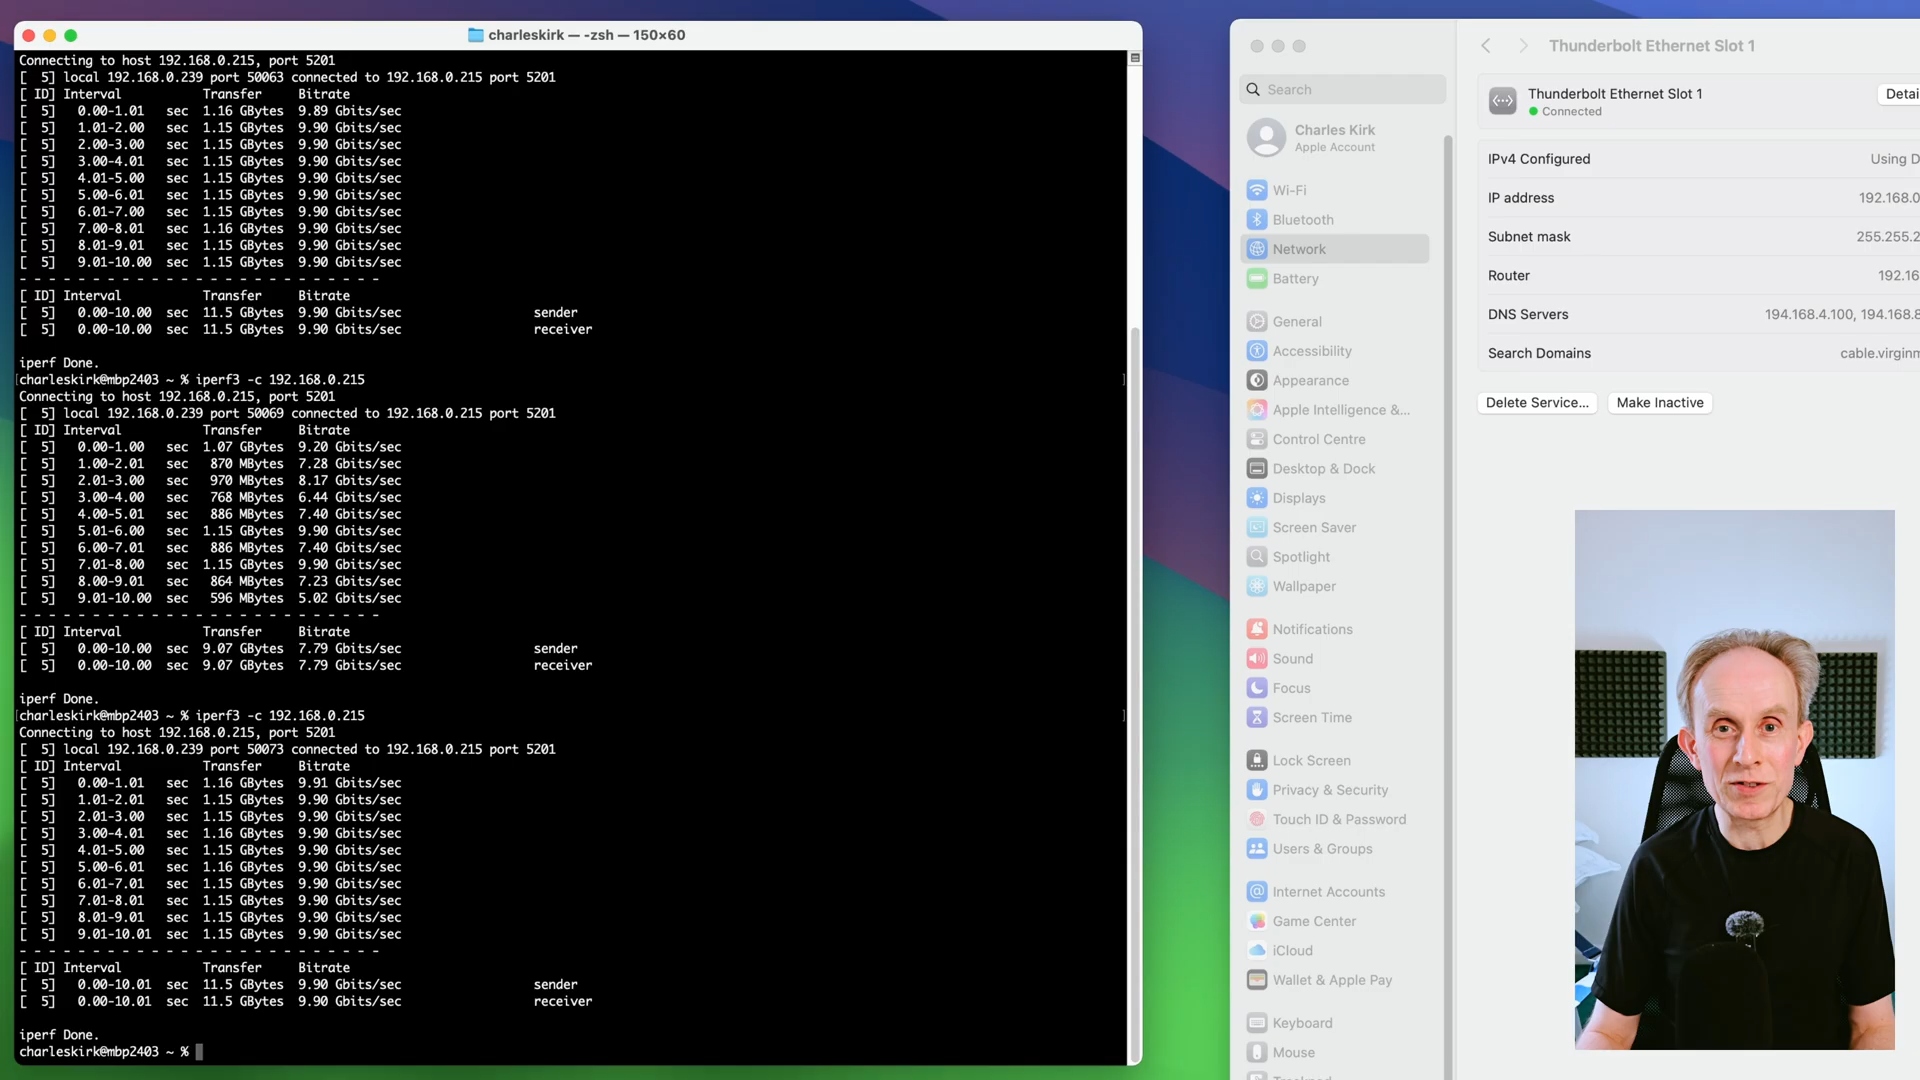 charleskirk — -zsh — 150×60
Connecting to host 192.168.0.215, port 5201
[  5] local 192.168.0.239 port 50063 connected to 192.168.0.215 port 5201
[ ID] Interval           Transfer     Bitrate
[  5]   0.00-1.01   sec  1.16 GBytes  9.89 Gbits/sec
[  5]   1.01-2.00   sec  1.15 GBytes  9.90 Gbits/sec
[  5]   2.00-3.00   sec  1.15 GBytes  9.90 Gbits/sec
[  5]   3.00-4.01   sec  1.15 GBytes  9.90 Gbits/sec
[  5]   4.01-5.00   sec  1.15 GBytes  9.90 Gbits/sec
[  5]   5.00-6.01   sec  1.15 GBytes  9.90 Gbits/sec
[  5]   6.01-7.00   sec  1.15 GBytes  9.90 Gbits/sec
[  5]   7.00-8.01   sec  1.16 GBytes  9.90 Gbits/sec
[  5]   8.01-9.01   sec  1.15 GBytes  9.90 Gbits/sec
[  5]   9.01-10.00  sec  1.15 GBytes  9.90 Gbits/sec
- - - - - - - - - - - - - - - - - - - - - - - - -
[ ID] Interval           Transfer     Bitrate
[  5]   0.00-10.00  sec  11.5 GBytes  9.90 Gbits/sec                  sender
[  5]   0.00-10.00  sec  11.5 GBytes  9.90 Gbits/sec                  receiver
iperf Done.
[charleskirk@mbp2403 ~ % iperf3 -c 192.168.0.215 ]
Connecting to host 192.168.0.215, port 5201
[  5] local 192.168.0.239 port 50069 connected to 192.168.0.215 port 5201
[ ID] Interval           Transfer     Bitrate
[  5]   0.00-1.00   sec  1.07 GBytes  9.20 Gbits/sec
[  5]   1.00-2.01   sec   870 MBytes  7.28 Gbits/sec
[  5]   2.01-3.00   sec   970 MBytes  8.17 Gbits/sec
[  5]   3.00-4.00   sec   768 MBytes  6.44 Gbits/sec
[  5]   4.00-5.01   sec   886 MBytes  7.40 Gbits/sec
[  5]   5.01-6.00   sec  1.15 GBytes  9.90 Gbits/sec
[  5]   6.00-7.01   sec   886 MBytes  7.40 Gbits/sec
[  5]   7.01-8.00   sec  1.15 GBytes  9.90 Gbits/sec
[  5]   8.00-9.01   sec   864 MBytes  7.23 Gbits/sec
[  5]   9.01-10.00  sec   596 MBytes  5.02 Gbits/sec
- - - - - - - - - - - - - - - - - - - - - - - - -
[ ID] Interval           Transfer     Bitrate
[  5]   0.00-10.00  sec  9.07 GBytes  7.79 Gbits/sec                  sender
[  5]   0.00-10.00  sec  9.07 GBytes  7.79 Gbits/sec                  receiver
iperf Done.
[charleskirk@mbp2403 ~ % iperf3 -c 192.168.0.215 ]
Connecting to host 192.168.0.215, port 5201
[  5] local 192.168.0.239 port 50073 connected to 192.168.0.215 port 5201
[ ID] Interval           Transfer     Bitrate
[  5]   0.00-1.01   sec  1.16 GBytes  9.91 Gbits/sec
[  5]   1.01-2.01   sec  1.15 GBytes  9.90 Gbits/sec
[  5]   2.01-3.01   sec  1.15 GBytes  9.90 Gbits/sec
[  5]   3.00-4.01   sec  1.16 GBytes  9.90 Gbits/sec
[  5]   4.01-5.01   sec  1.15 GBytes  9.90 Gbits/sec
[  5]   5.00-6.01   sec  1.16 GBytes  9.90 Gbits/sec
[  5]   6.01-7.01   sec  1.15 GBytes  9.90 Gbits/sec
[  5]   7.01-8.01   sec  1.15 GBytes  9.90 Gbits/sec
[  5]   8.01-9.01   sec  1.15 GBytes  9.90 Gbits/sec
[  5]   9.01-10.01  sec  1.15 GBytes  9.90 Gbits/sec
- - - - - - - - - - - - - - - - - - - - - - - - -
[ ID] Interval           Transfer     Bitrate
[  5]   0.00-10.01  sec  11.5 GBytes  9.90 Gbits/sec                  sender
[  5]   0.00-10.01  sec  11.5 GBytes  9.90 Gbits/sec                  receiver
iperf Done.
charleskirk@mbp2403 ~ %
Search
Charles Kirk
Apple Account
Wi-Fi
Bluetooth
Network
Battery
General
Accessibility
Appearance
Apple Intelligence &...
Control Centre
Desktop & Dock
Displays
Screen Saver
Spotlight
Wallpaper
Notifications
Sound
Focus
Screen Time
Lock Screen
Privacy & Security
Touch ID & Password
Users & Groups
Internet Accounts
Game Center
iCloud
Wallet & Apple Pay
Keyboard
Mouse
Thunderbolt Ethernet Slot 1
Thunderbolt Ethernet Slot 1 Detai
Connected
IPv4 Configured Using D
IP address 192.168.0
Subnet mask 255.255.2
Router 192.16
DNS Servers 194.168.4.100, 194.168.8
Search Domains cable.virginm
Delete Service... Make Inactive